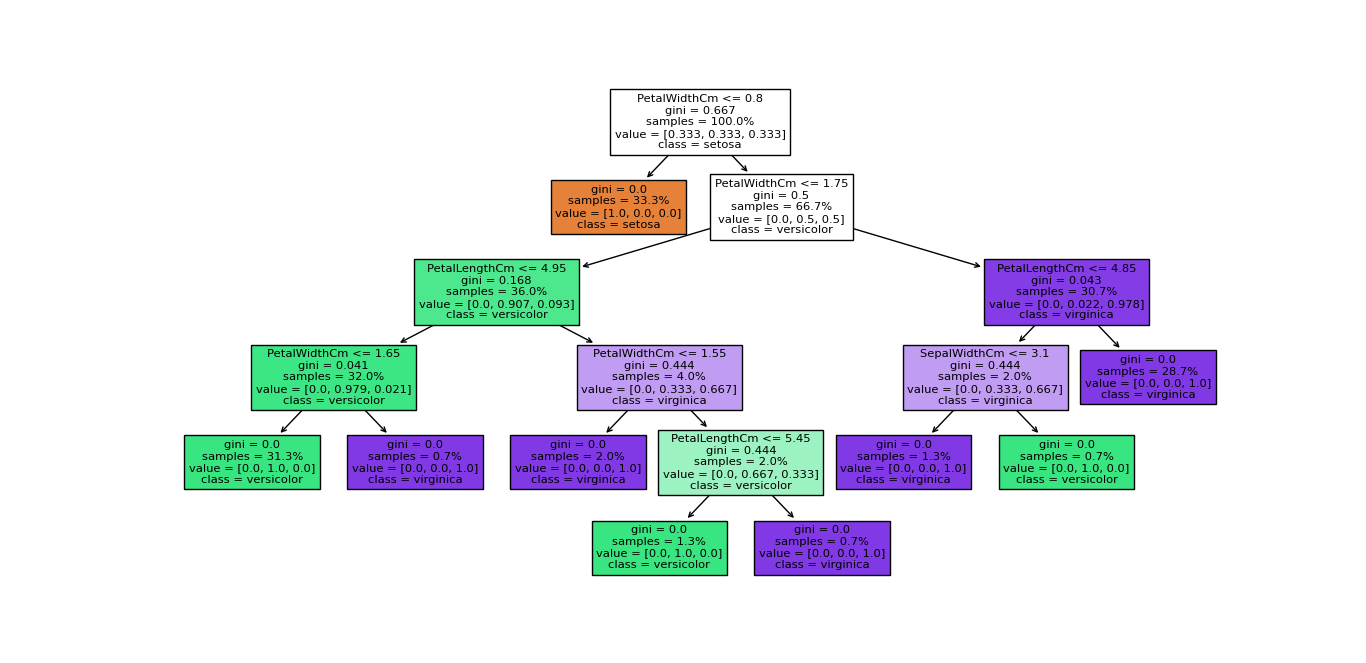 PetalWidthCm <= 0.8
gini = 0.667
samples = 100.0%
value = [0.333, 0.333, 0.333]
class = setosa
gini = 0.0
samples = 33.3%
value = [1.0, 0.0, 0.0]
class = setosa
PetalWidthCm <= 1.75
gini = 0.5
samples = 66.7%
value = [0.0, 0.5, 0.5]
class = versicolor
PetalLengthCm <= 4.95
gini = 0.168
samples = 36.0%
value = [0.0, 0.907, 0.093]
class = versicolor
PetalLengthCm <= 4.85
gini = 0.043
samples = 30.7%
value = [0.0, 0.022, 0.978]
class = virginica
PetalWidthCm <= 1.65
gini = 0.041
samples = 32.0%
value = [0.0, 0.979, 0.021]
class = versicolor
PetalWidthCm <= 1.55
gini = 0.444
samples = 4.0%
value = [0.0, 0.333, 0.667]
class = virginica
SepalWidthCm <= 3.1
gini = 0.444
samples = 2.0%
value = [0.0, 0.333, 0.667]
class = virginica
gini = 0.0
samples = 28.7%
value = [0.0, 0.0, 1.0]
class = virginica
gini = 0.0
samples = 31.3%
value = [0.0, 1.0, 0.0]
class = versicolor
gini = 0.0
samples = 0.7%
value = [0.0, 0.0, 1.0]
class = virginica
gini = 0.0
samples = 2.0%
value = [0.0, 0.0, 1.0]
class = virginica
PetalLengthCm <= 5.45
gini = 0.444
samples = 2.0%
value = [0.0, 0.667, 0.333]
class = versicolor
gini = 0.0
samples = 1.3%
value = [0.0, 0.0, 1.0]
class = virginica
gini = 0.0
samples = 0.7%
value = [0.0, 1.0, 0.0]
class = versicolor
gini = 0.0
samples = 1.3%
value = [0.0, 1.0, 0.0]
class = versicolor
gini = 0.0
samples = 0.7%
value = [0.0, 0.0, 1.0]
class = virginica